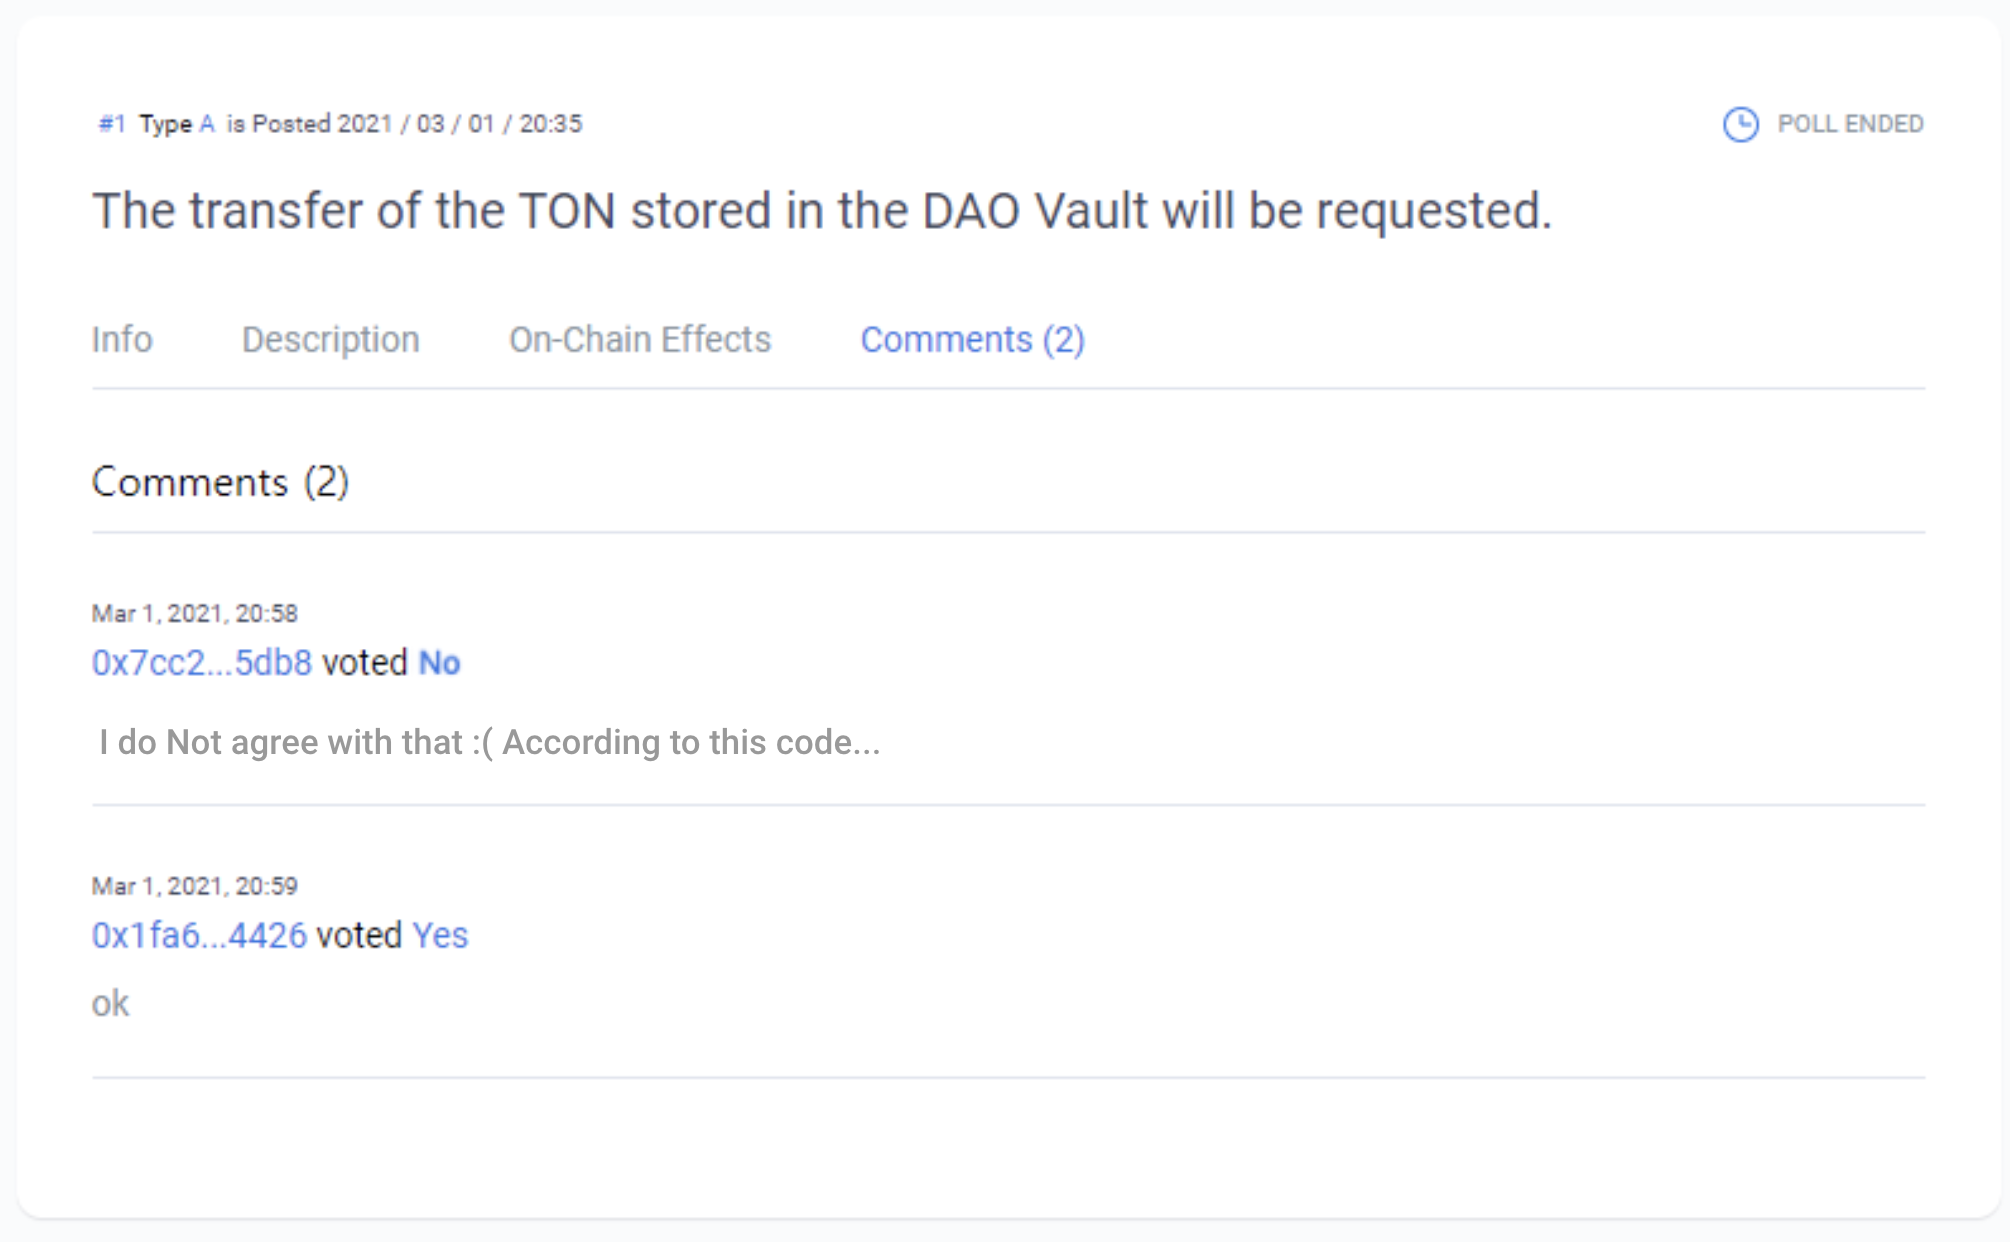 #1 Type A is Posted 2021 / 03 / 01 / 20:35
POLL ENDED
The transfer of the TON stored in the DAO Vault will be requested.
Info Description On-Chain Effects Comments (2)
Comments (2)
Mar 1, 2021, 20:58
0x7cc2...5db8 voted No
I do Not agree with that :( According to this code...
Mar 1, 2021, 20:59
0x1fa6...4426 voted Yes
ok